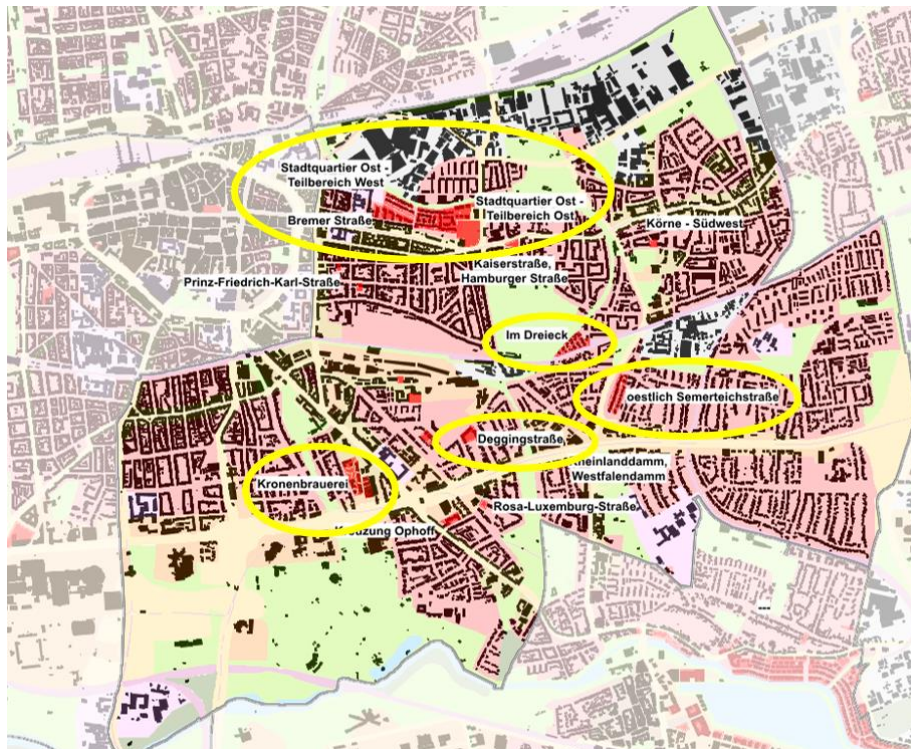 Stadtquartier Ost -
Teilbereich West
Stadtquartier Ost -
Teilbereich Ost
Bremer Straße
Körne - Südwest
Kaiserstraße,
Hamburger Straße
Prinz-Friedrich-Karl-Straße
Im Dreieck
oestlich Semerteichstraße
Deggingstraße
heinlanddamm,
Westfalendamm
Kronenbrauerei
Rosa-Luxemburg-Straße
Kreuzung Ophoff